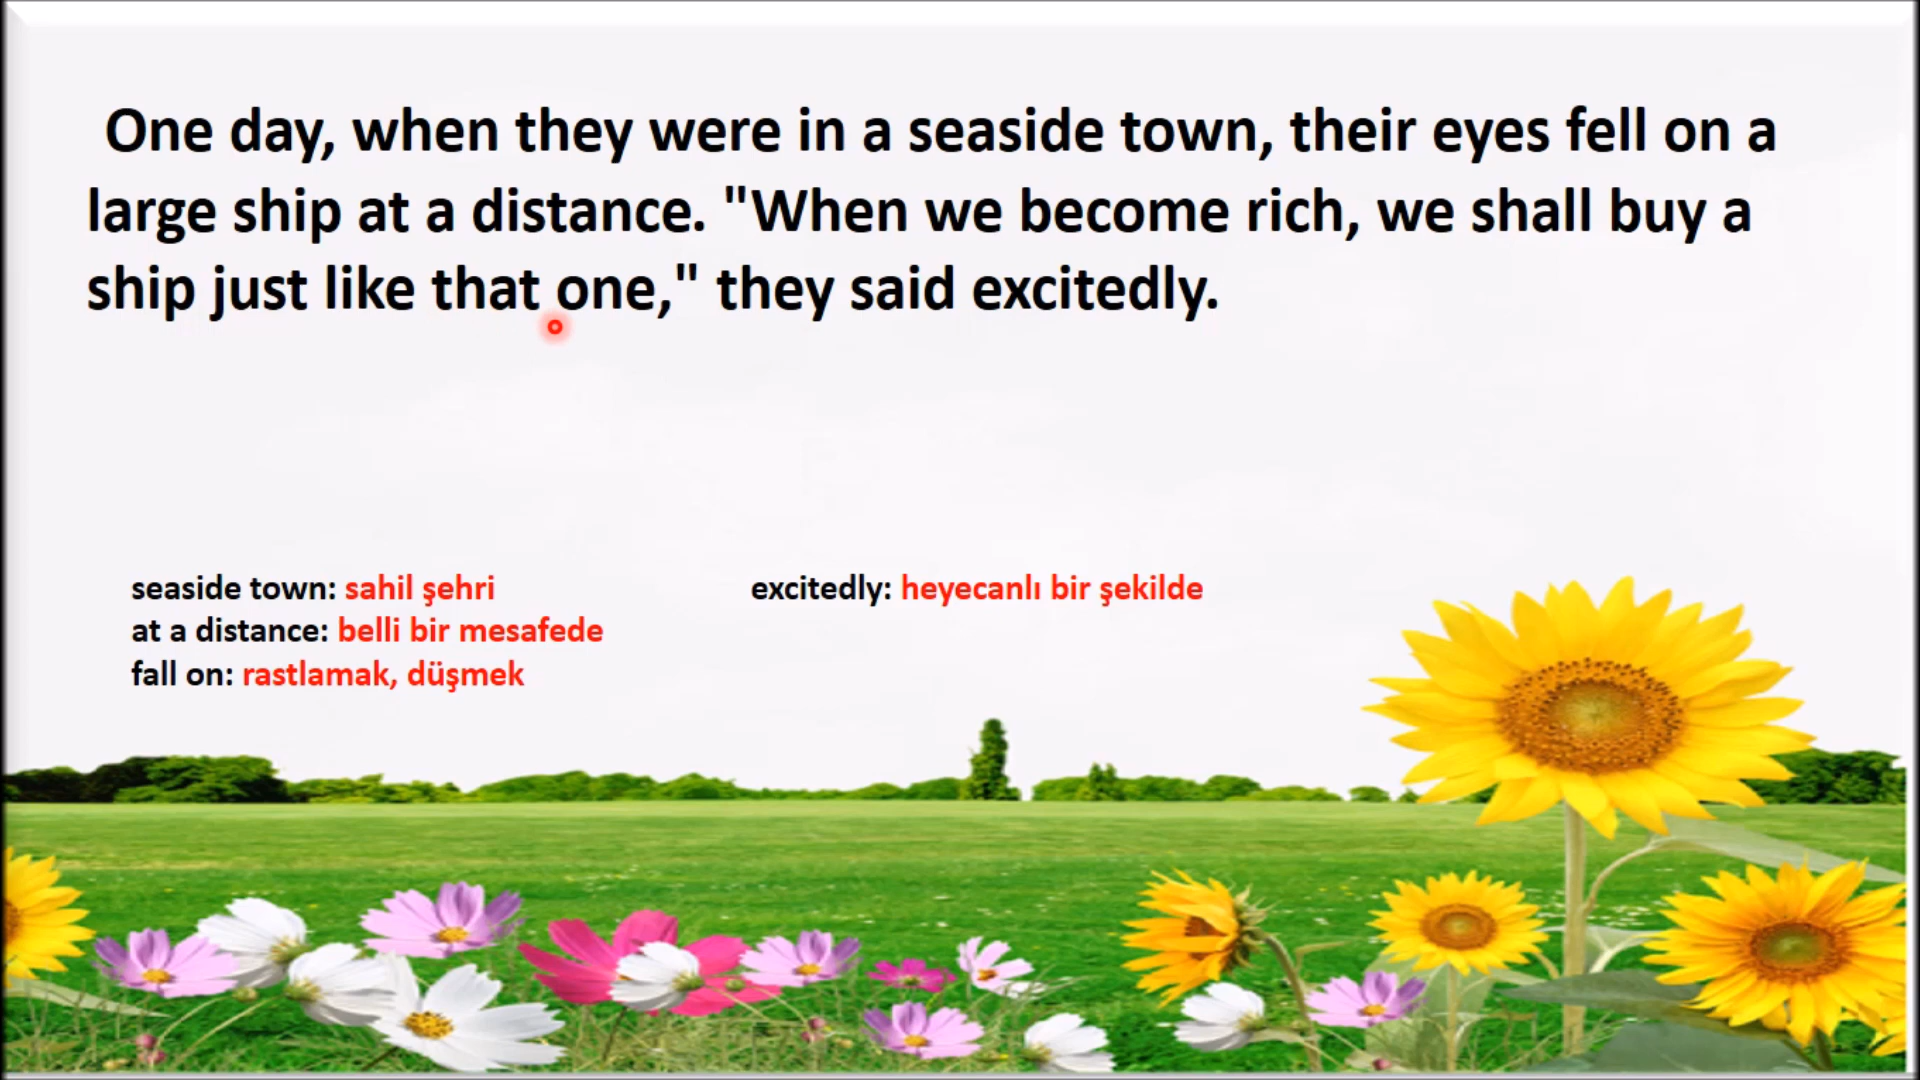 One day, when they were in a seaside town, their eyes fell on a
large ship at a distance. "When we become rich, we shall buy a
ship just like that one," they said excitedly.
seaside town: sahil şehri
at a distance: belli bir mesafede
fall on: rastlamak, düşmek
excitedly: heyecanlı bir şekilde